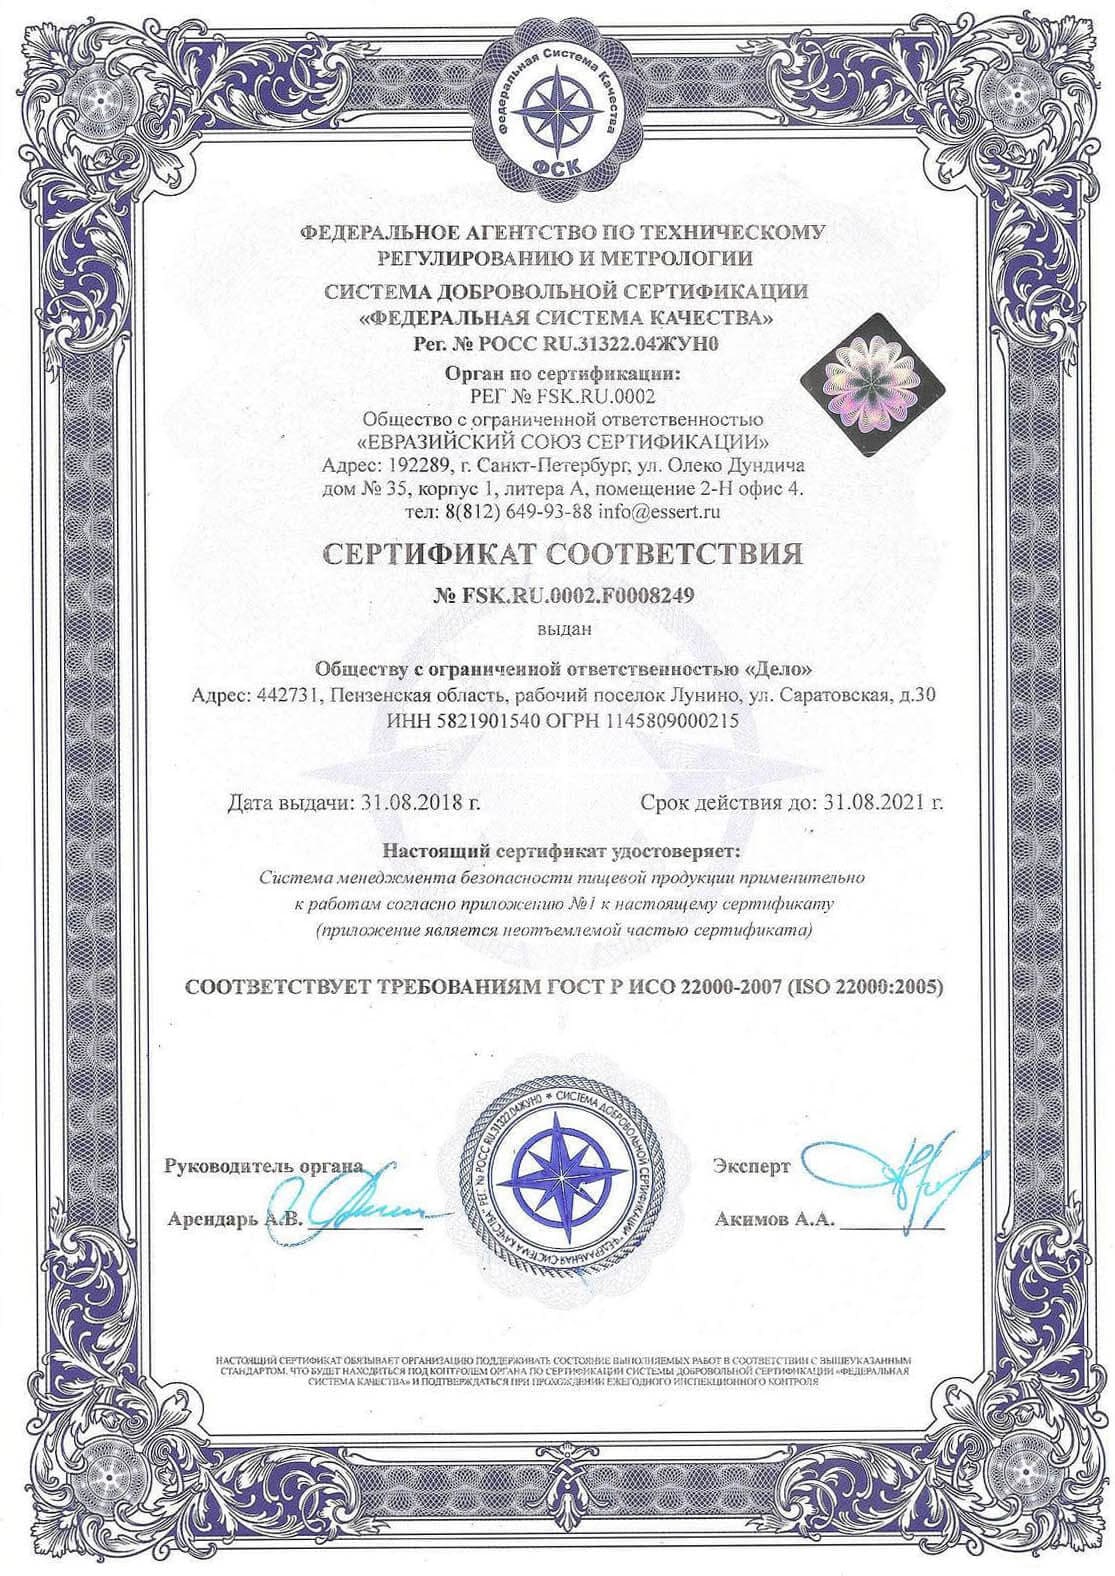 Федеральная Система Качества
ФСК
ФЕДЕРАЛЬНОЕ АГЕНТСТВО ПО ТЕХНИЧЕСКОМУ
РЕГУЛИРОВАНИЮ И МЕТРОЛОГИИ
СИСТЕМА ДОБРОВОЛЬНОЙ СЕРТИФИКАЦИИ
«ФЕДЕРАЛЬНАЯ СИСТЕМА КАЧЕСТВА»
Рег. № РОСС RU.31322.04ЖУН0
Орган по сертификации:
РЕГ № FSK.RU.0002
Общество с ограниченной ответственностью
«ЕВРАЗИЙСКИЙ СОЮЗ СЕРТИФИКАЦИИ»
Адрес: 192289, г. Санкт-Петербург, ул. Олеко Дундича
дом № 35, корпус 1, литера А, помещение 2-Н офис 4.
тел: 8(812) 649-93-88 info@essert.ru
СЕРТИФИКАТ СООТВЕТСТВИЯ
№ FSK.RU.0002.F0008249
выдан
Обществу с ограниченной ответственностью «Дело»
Адрес: 442731, Пензенская область, рабочий поселок Лунино, ул. Саратовская, д.30
ИНН 5821901540 ОГРН 1145809000215
Дата выдачи: 31.08.2018 г. Срок действия до: 31.08.2021 г.
Настоящий сертификат удостоверяет:
Система менеджмента безопасности пищевой продукции применительно
к работам согласно приложению №1 к настоящему сертификату
(приложение является неотъемлемой частью сертификата)
СООТВЕТСТВУЕТ ТРЕБОВАНИЯМ ГОСТ Р ИСО 22000-2007 (ISO 22000:2005)
Руководитель органа
Арендарь А.В.
СИСТЕМА ДОБРОВОЛЬНОЙ СЕРТИФИКАЦИИ "ФЕДЕРАЛЬНАЯ СИСТЕМА КАЧЕСТВА" РЕГ. № РОСС RU.31322.04ЖУН0 *
Эксперт
Акимов А.А.
НАСТОЯЩИЙ СЕРТИФИКАТ ОБЯЗЫВАЕТ ОРГАНИЗАЦИЮ ПОДДЕРЖИВАТЬ СОСТОЯНИЕ ВЫПОЛНЯЕМЫХ РАБОТ В СООТВЕТСТВИИ С ВЫШЕУКАЗАННЫМ
СТАНДАРТОМ, ЧТО БУДЕТ НАХОДИТЬСЯ ПОД КОНТРОЛЕМ ОРГАНА ПО СЕРТИФИКАЦИИ СИСТЕМЫ ДОБРОВОЛЬНОЙ СЕРТИФИКАЦИИ «ФЕДЕРАЛЬНАЯ
СИСТЕМА КАЧЕСТВА» И ПОДТВЕРЖДАТЬСЯ ПРИ ПРОХОЖДЕНИИ ЕЖЕГОДНОГО ИНСПЕКЦИОННОГО КОНТРОЛЯ